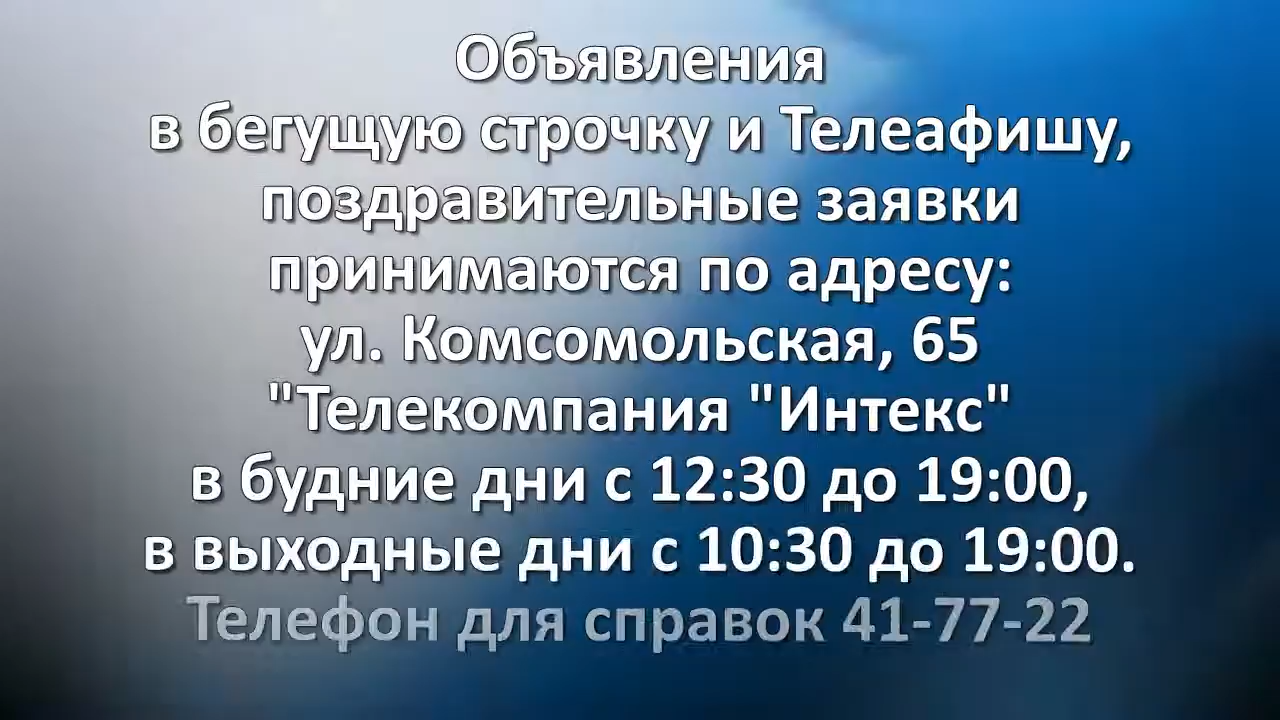 Объявления
в бегущую строчку и Телеафишу,
поздравительные заявки
принимаются по адресу:
ул. Комсомольская, 65
"Телекомпания "Интекс"
в будние дни с 12:30 до 19:00,
в выходные дни с 10:30 до 19:00.
Телефон для справок 41-77-22